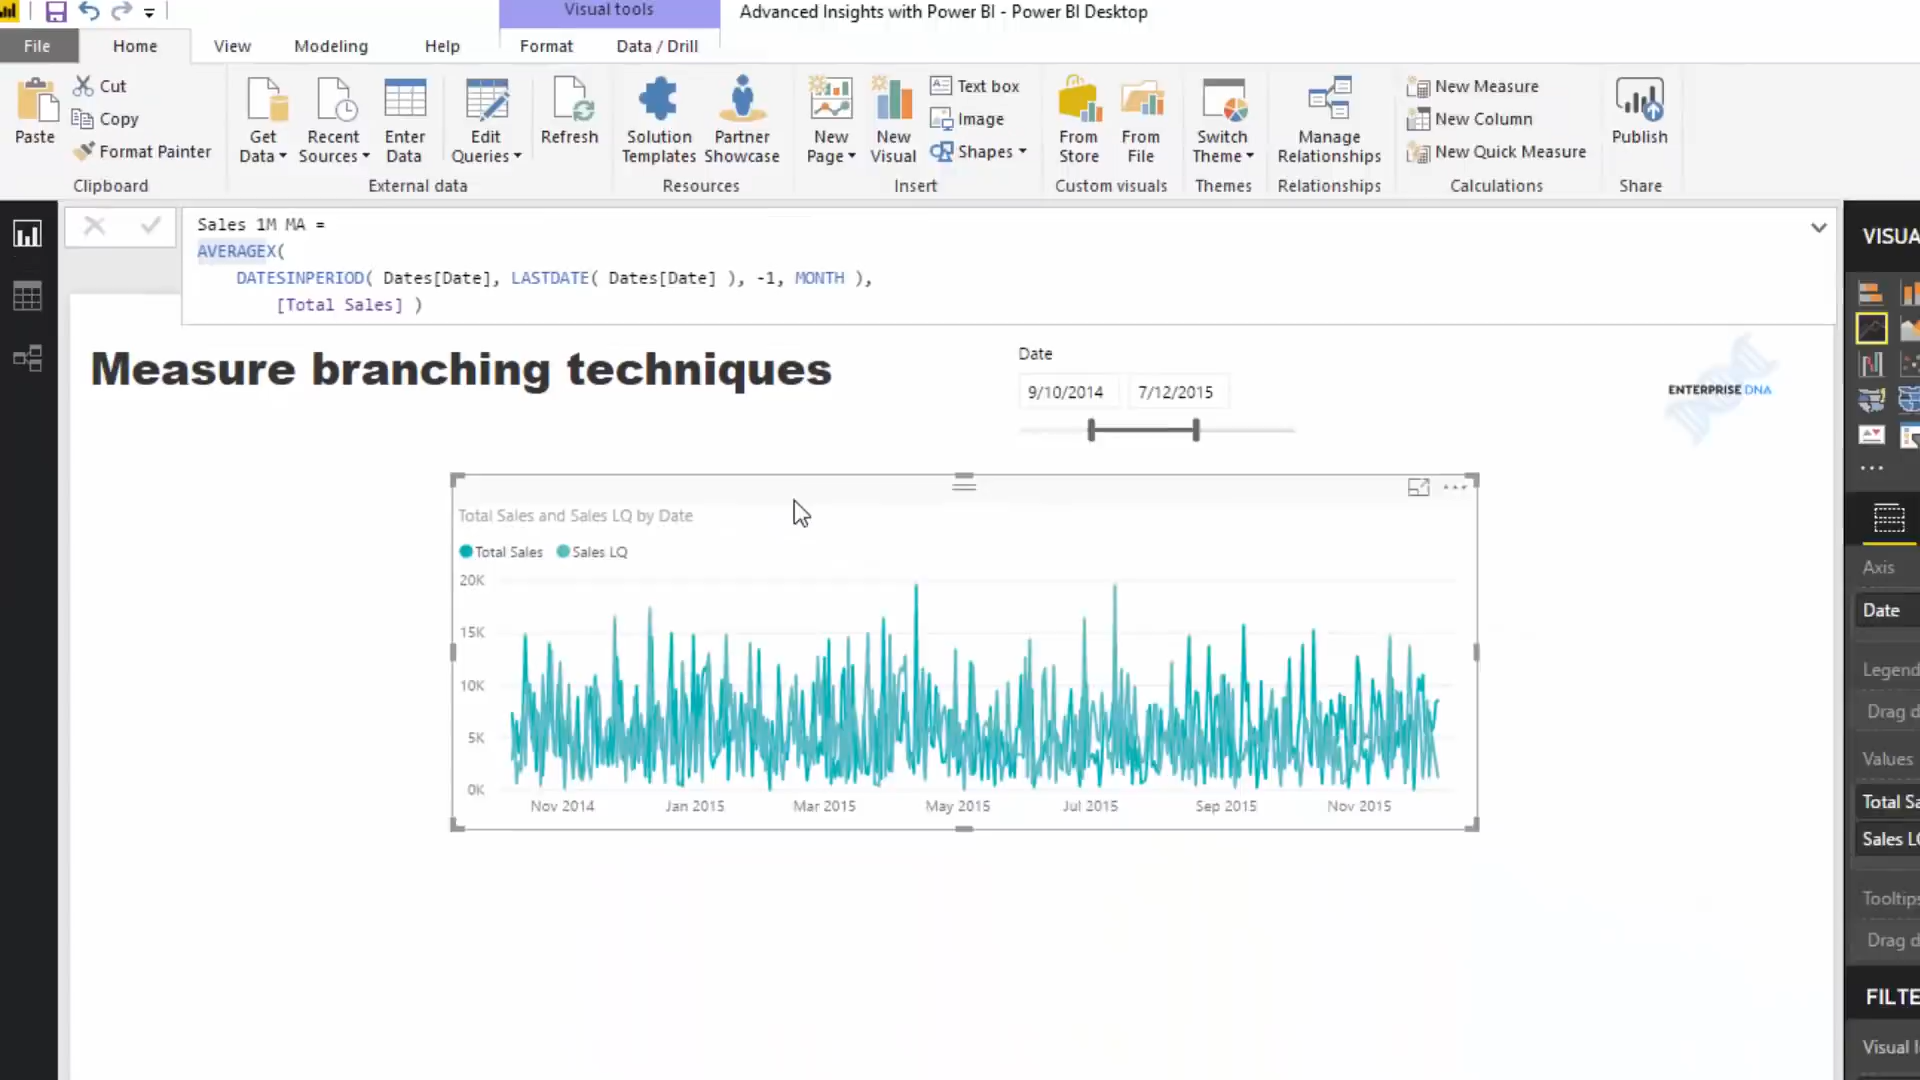 Visual tools
Advanced Insights with Power BI - Power BI Desktop
File
Home
View
Modeling
Help
Format
Data / Drill
Paste
Cut
Copy
Format Painter
Clipboard
Get Data
Recent Sources
Enter Data
Edit Queries
Refresh
External data
Solution Templates
Partner Showcase
Resources
New Page
New Visual
Text box
Image
Shapes
Insert
From Store
From File
Custom visuals
Switch Theme
Themes
Manage Relationships
Relationships
New Measure
New Column
New Quick Measure
Calculations
Publish
Share
Sales 1M MA =
AVERAGEX(
DATESINPERIOD( Dates[Date], LASTDATE( Dates[Date] ), -1, MONTH ),
[Total Sales] )
Measure branching techniques
Date
9/10/2014 7/12/2015
ENTERPRISE DNA
Total Sales and Sales LQ by Date
Total Sales Sales LQ
20K
15K
10K
5K
0K
Nov 2014 Jan 2015 Mar 2015 May 2015 Jul 2015 Sep 2015 Nov 2015
VISUA
Axis
Date
Legend
Drag d
Values
Total Sa
Sales LQ
Tooltips
Drag d
FILTE
Visual l